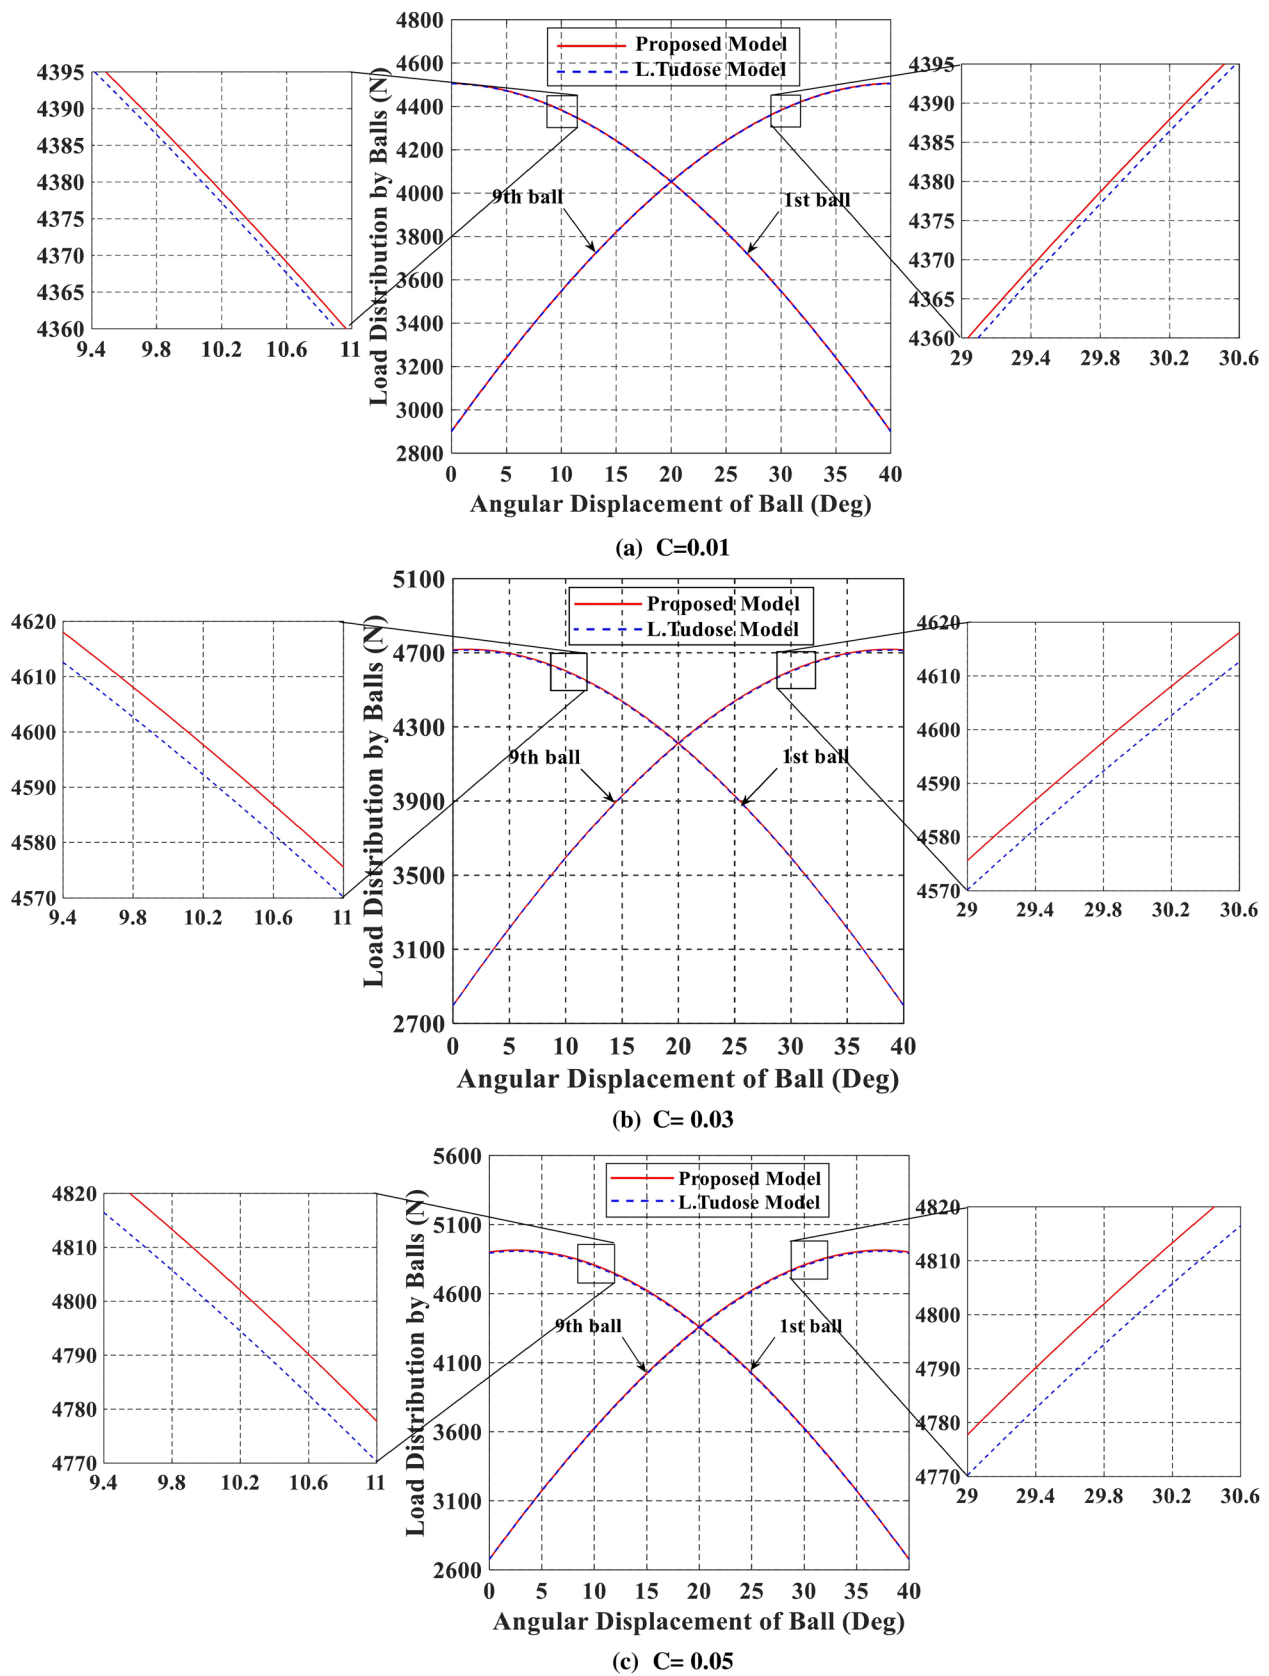 4800
4600
4400
4200
4000
3800
3600
3400
3200
3000
2800
0 5 10 15 20 25 30 35 40
Load Distribution by Balls (N)
Angular Displacement of Ball (Deg)
Proposed Model
L.Tudose Model
9th ball
1st ball
4395
4390
4385
4380
4375
4370
4365
4360
9.4 9.8 10.2 10.6 11
4395
4390
4385
4380
4375
4370
4365
4360
29 29.4 29.8 30.2 30.6
(a) C=0.01
5100
4700
4300
3900
3500
3100
2700
0 5 10 15 20 25 30 35 40
Load Distribution by Balls (N)
Angular Displacement of Ball (Deg)
Proposed Model
L.Tudose Model
9th ball
1st ball
4620
4610
4600
4590
4580
4570
9.4 9.8 10.2 10.6 11
4620
4610
4600
4590
4580
4570
29 29.4 29.8 30.2 30.6
(b) C= 0.03
5600
5100
4600
4100
3600
3100
2600
0 5 10 15 20 25 30 35 40
Load Distribution by Balls (N)
Angular Displacement of Ball (Deg)
Proposed Model
L.Tudose Model
9th ball
1st ball
4820
4810
4800
4790
4780
4770
9.4 9.8 10.2 10.6 11
4820
4810
4800
4790
4780
4770
29 29.4 29.8 30.2 30.6
(c) C= 0.05